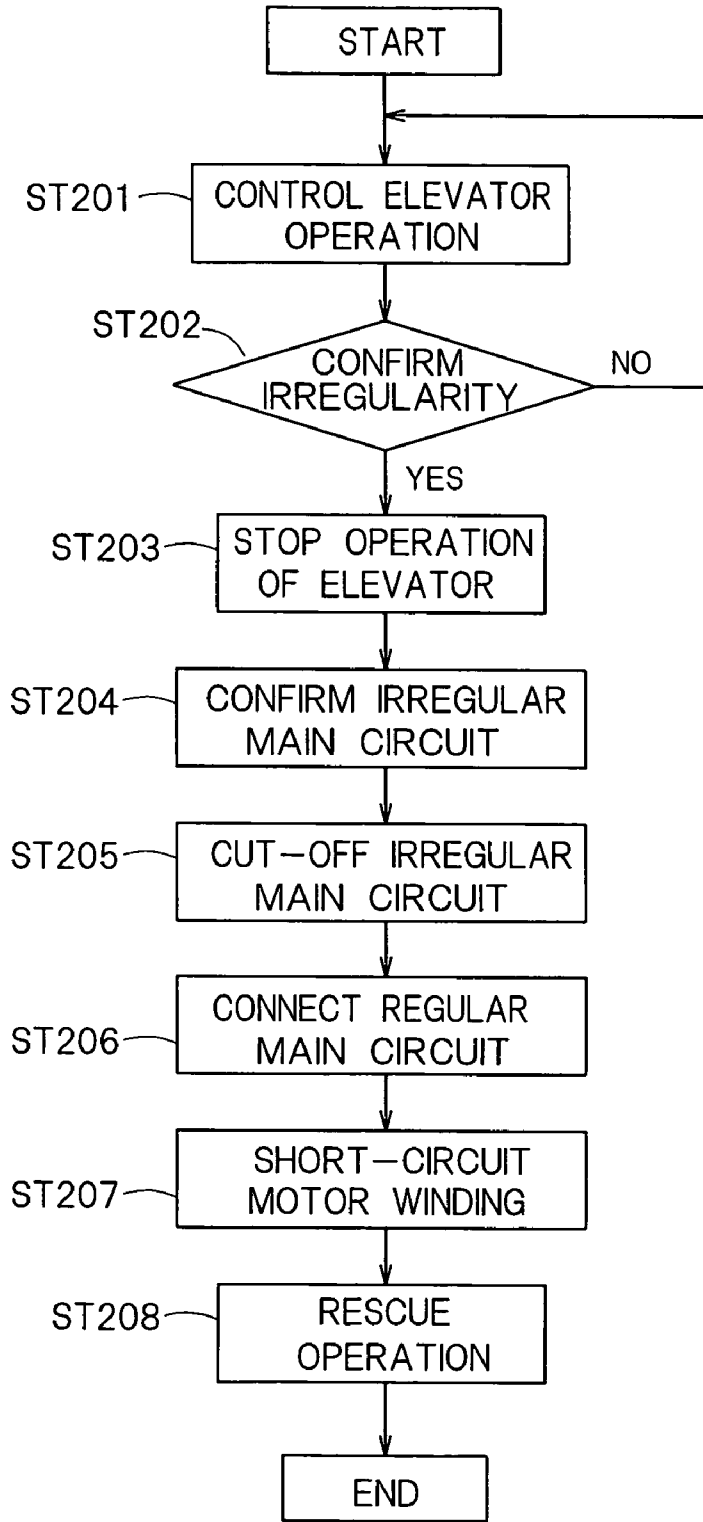 START
ST201
CONTROL ELEVATOR
OPERATION
ST202
CONFIRM
IRREGULARITY
NO
YES
ST203
STOP OPERATION
OF ELEVATOR
ST204
CONFIRM IRREGULAR
MAIN CIRCUIT
ST205
CUT-OFF IRREGULAR
MAIN CIRCUIT
ST206
CONNECT REGULAR
MAIN CIRCUIT
ST207
SHORT-CIRCUIT
MOTOR WINDING
ST208
RESCUE
OPERATION
END